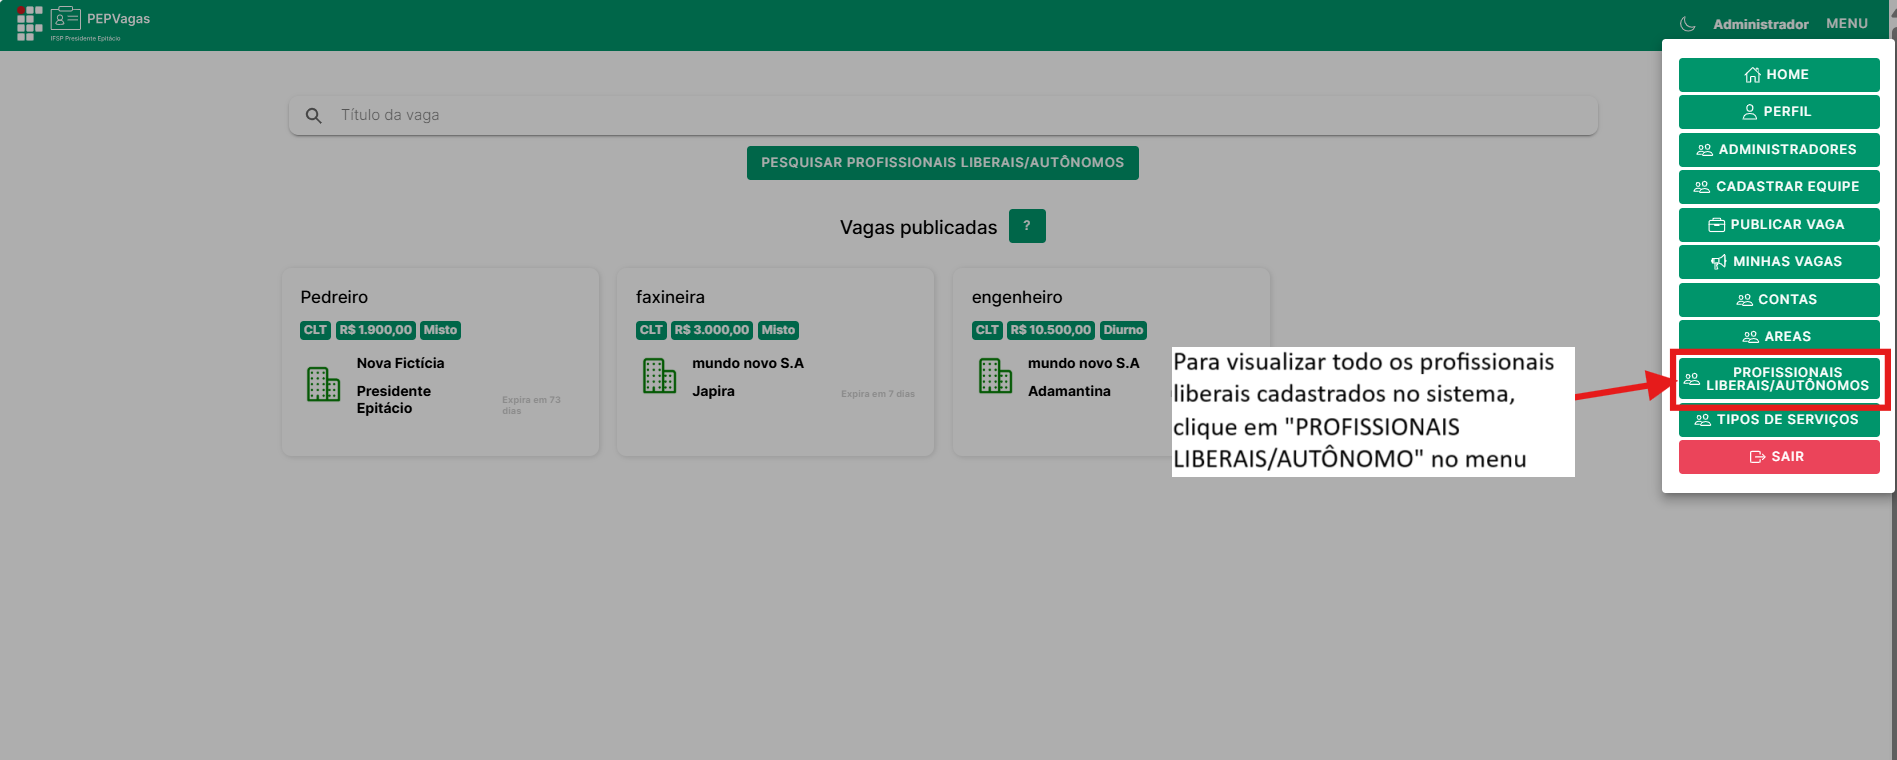 PEPVagas
IFSP Presidente Epitácio
Administrador
MENU
Título da vaga
PESQUISAR PROFISSIONAIS LIBERAIS/AUTÔNOMOS
Vagas publicadas
?
Pedreiro
CLT R$ 1.900,00 Misto
Nova Fictícia
Presidente
Epitácio
Expira em 73
dias
faxineira
CLT R$ 3.000,00 Misto
mundo novo S.A
Japira
Expira em 7 dias
engenheiro
CLT R$ 10.500,00 Diurno
mundo novo S.A
Adamantina
Para visualizar todo os profissionais
liberais cadastrados no sistema,
clique em "PROFISSIONAIS
LIBERAIS/AUTÔNOMO" no menu
HOME
PERFIL
ADMINISTRADORES
CADASTRAR EQUIPE
PUBLICAR VAGA
MINHAS VAGAS
CONTAS
AREAS
PROFISSIONAIS
LIBERAIS/AUTÔNOMOS
TIPOS DE SERVIÇOS
SAIR